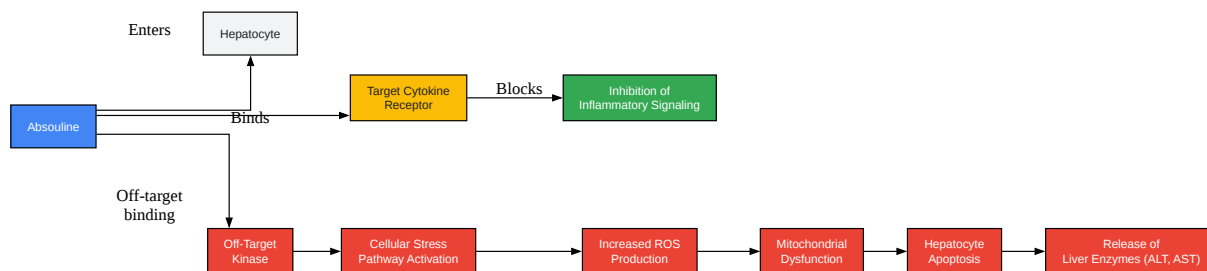 Enters
Hepatocyte
Target Cytokine
Receptor
Blocks
Inhibition of
Inflammatory Signaling
Absouline
Binds
Off-target
binding
Off-Target
Kinase
Cellular Stress
Pathway Activation
Increased ROS
Production
Mitochondrial
Dysfunction
Hepatocyte
Apoptosis
Release of
Liver Enzymes (ALT, AST)